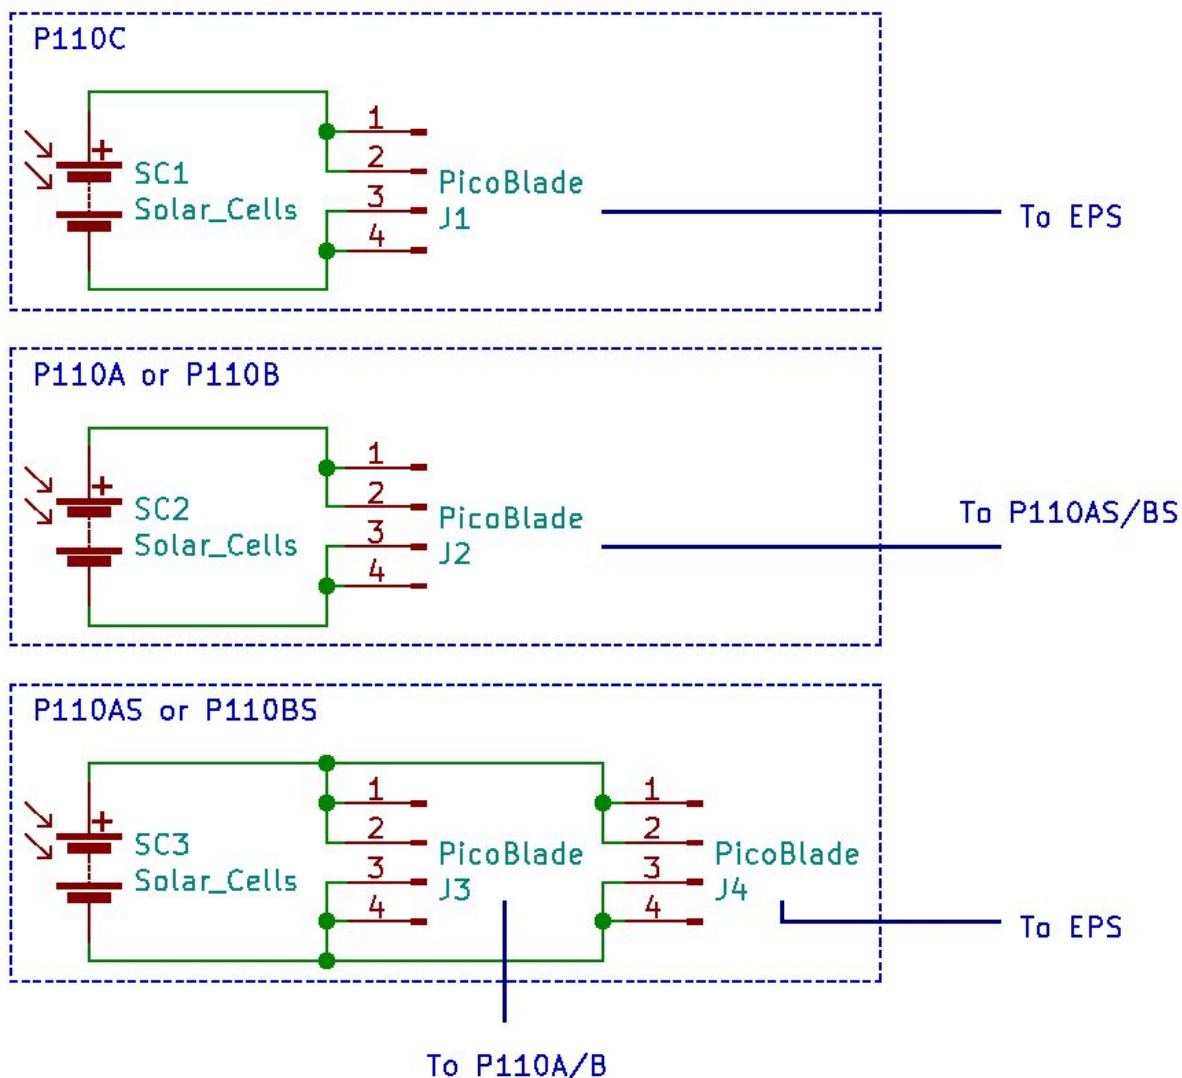 P110C
+
SC1
Solar_Cells
1
2
3
4
PicoBlade
J1
To EPS
P110A or P110B
+
SC2
Solar_Cells
1
2
3
4
PicoBlade
J2
To P110AS/BS
P110AS or P110BS
+
SC3
Solar_Cells
1
2
3
4
PicoBlade
J3
1
2
3
4
PicoBlade
J4
To EPS
To P110A/B